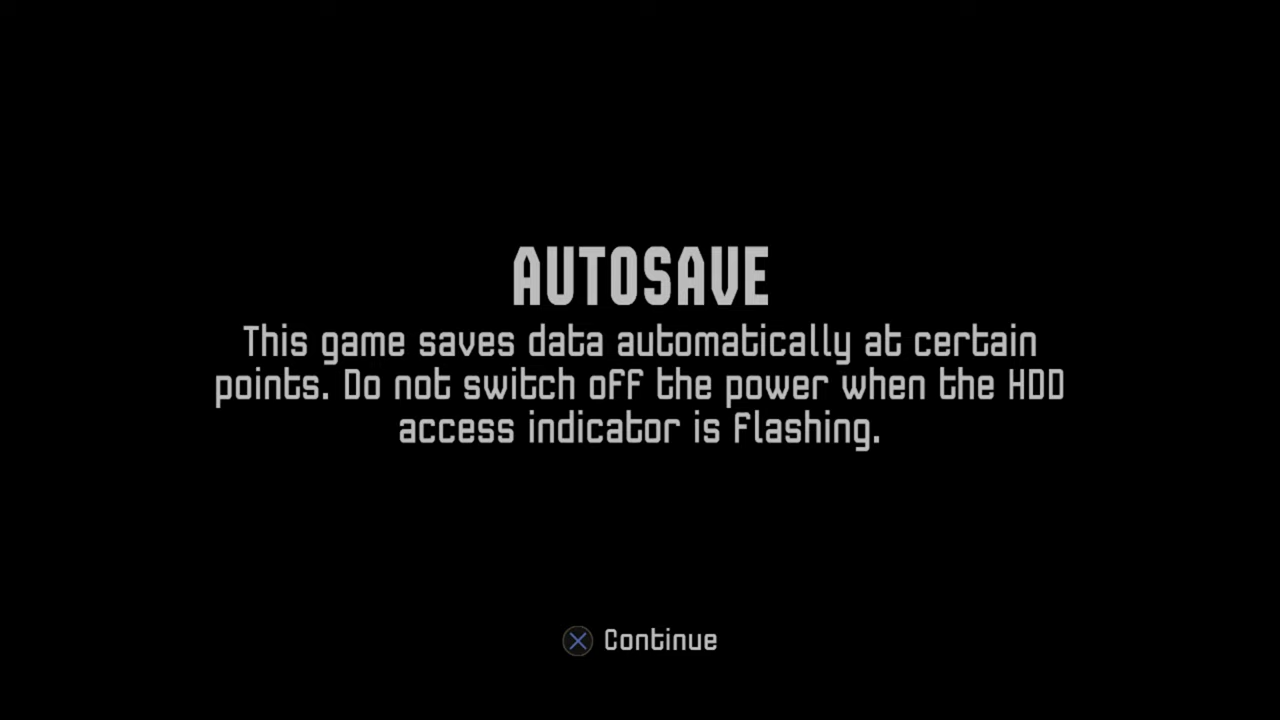 AUTOSAVE
This game saves data automatically at certain
points. Do not switch off the power when the HDD
access indicator is flashing.
Continue